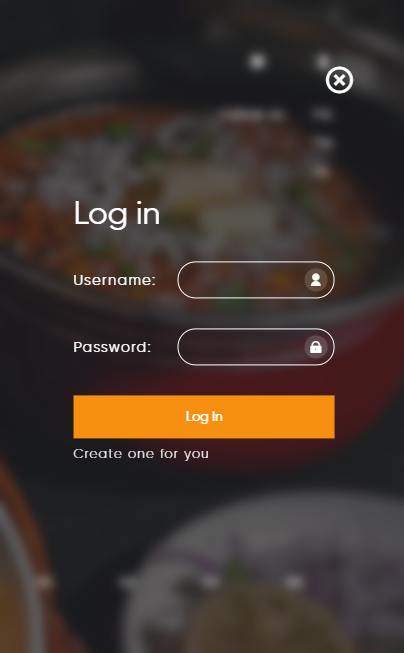 Log in
Username:
Password:
Log In
Create one for you